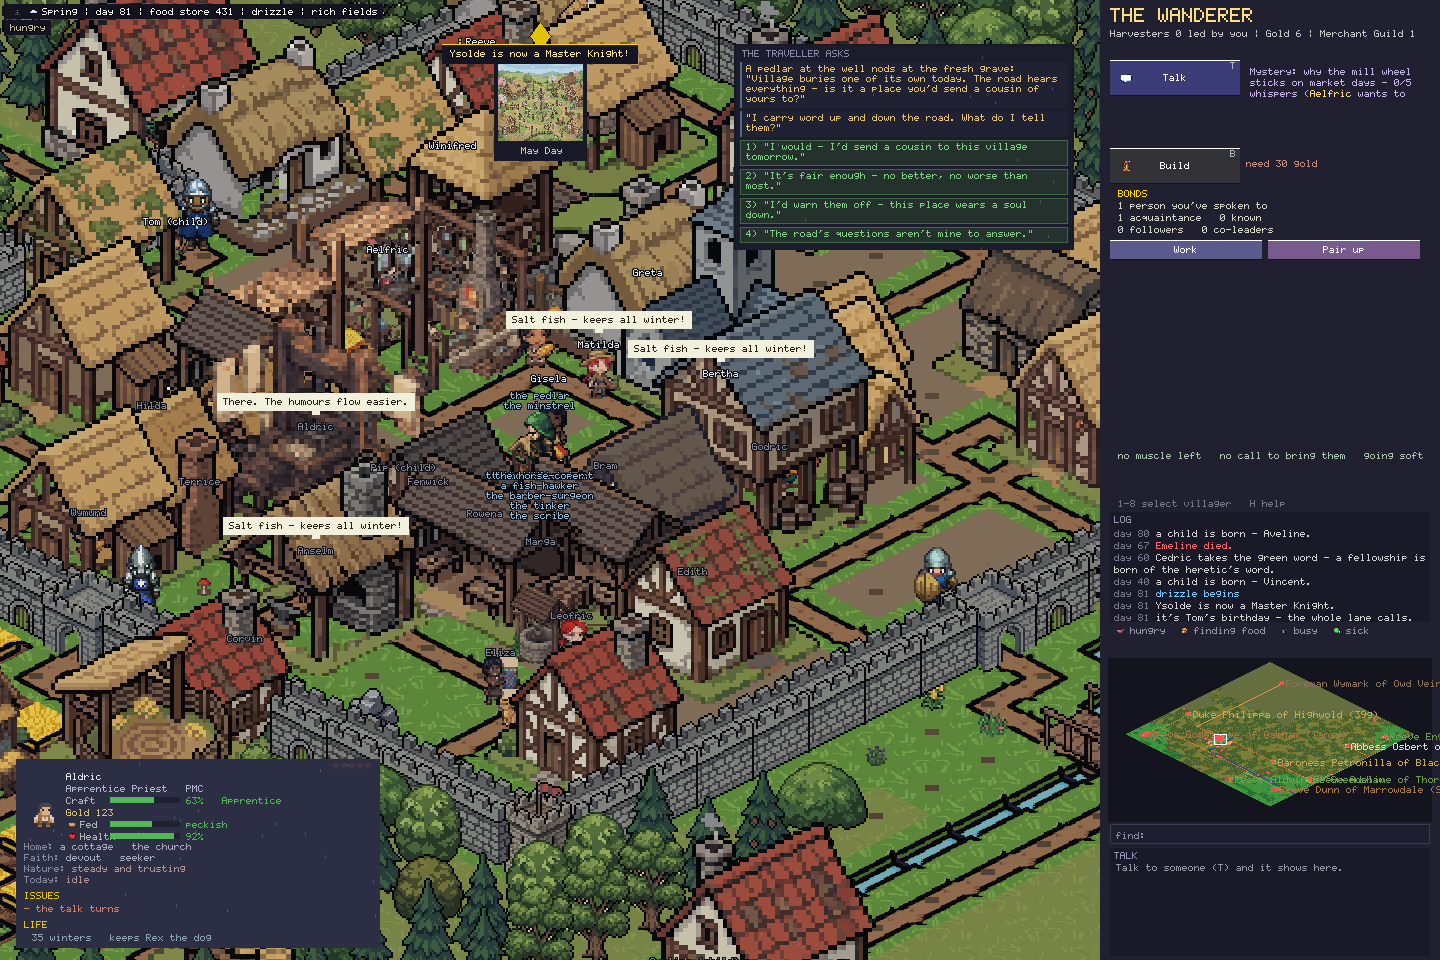 Spring | day 81 | food store 431 | drizzle | rich fields
hungry
Reeve
Ysolde is now a Master Knight!
May Day
Winifred
Tom (child)
Aelfric
Greta
Salt fish - keeps all winter!
Matilda
Salt fish - keeps all winter!
Bertha
Gisela
the pedlar
the minstrel
Hilda
There. The humours flow easier.
Aldric
Godric
Pip (child)
Bram
Fenwick
Terrice
a fish-hawker
the barber-surgeon
the tinker
the scribe
Rowena
Wymund
Salt fish - keeps all winter!
Anselm
Marga
Edith
Leofric
Corvin
Eliza
THE TRAVELLER ASKS
A pedlar at the well nods at the fresh grave:
"Village buries one of its own today. The road hears
everything - is it a place you'd send a cousin of
yours to?"
"I carry word up and down the road. What do I tell
them?"
1) "I would - I'd send a cousin to this village
tomorrow."
2) "It's fair enough - no better, no worse than
most."
3) "I'd warn them off - this place wears a soul
down."
4) "The road's questions aren't mine to answer."
Aldric
Apprentice Priest PMC
Craft 63% Apprentice
Gold 123
Fed peckish
Health 92%
Home: a cottage the church
Faith: devout seeker
Nature: steady and trusting
Today: idle
ISSUES
- the talk turns
LIFE
35 winters keeps Rex the dog
THE WANDERER
Harvesters 0 led by you | Gold 6 | Merchant Guild 1
Talk T
Mystery: why the mill wheel
sticks on market days - 0/5
whispers (Aelfric wants to
Build B
need 30 gold
BONDS
1 person you've spoken to
1 acquaintance 0 known
0 followers 0 co-leaders
Work
Pair up
no muscle left no call to bring them going soft
1-8 select villager H help
LOG
day 80 a child is born - Aveline.
day 67 Emeline died.
day 60 Cedric takes the green word - a fellowship is
born of the heretic's word.
day 40 a child is born - Vincent.
day 81 drizzle begins
day 81 Ysolde is now a Master Knight.
day 81 it's Tom's birthday - the whole lane calls.
hungry finding food busy sick
Foreman Wymark of Owd Vein
Duke Philippa of Highvold (399)
Abbess Osbert o
Baroness Petronilla of Blac
Reeve Dunn of Marrowdale (S
find:
TALK
Talk to someone (T) and it shows here.